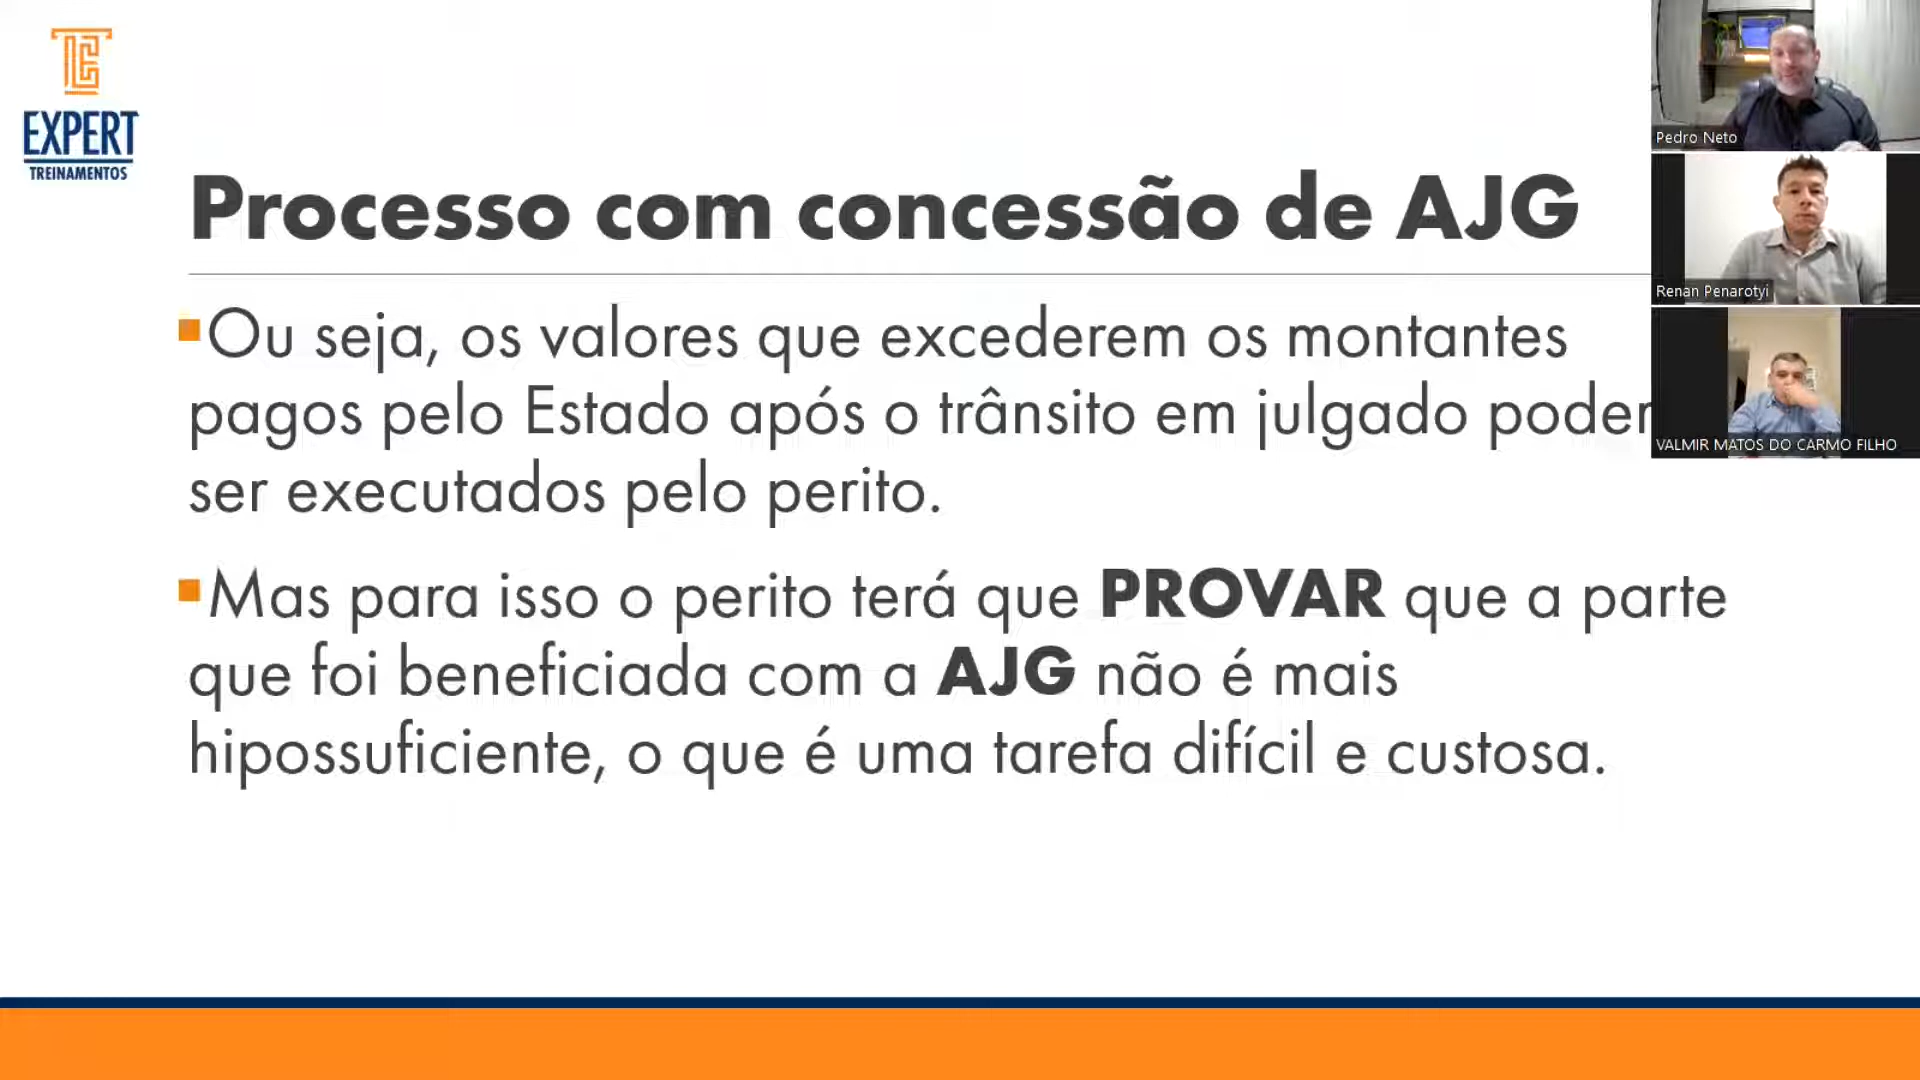 EXPERT
TREINAMENTOS
Processo com concessão de AJG
Ou seja, os valores que excederem os montantes
pagos pelo Estado após o trânsito em julgado
ser executados pelo perito.
Mas para isso o perito terá que PROVAR que a parte
que foi beneficiada com a AJG não é mais
hipossuficiente, o que é uma tarefa difícil e custosa.
Pedro Neto
Renan Penarotyi
VALMIR MATOS DO CARMO FILHO